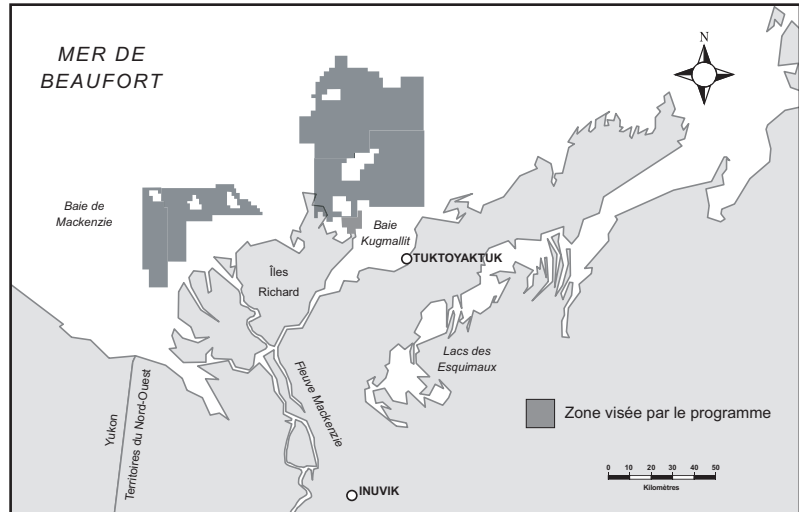 MER DE
BEAUFORT
N
Baie de
Mackenzie
Baie
Kugmallit
TUKTOYAKTUK
Îles
Richard
Lacs des
Esquimaux
Fleuve Mackenzie
Yukon
Territoires du Nord-Ouest
Zone visée par le programme
0 10 20 30 40 50
Kilomètres
INUVIK